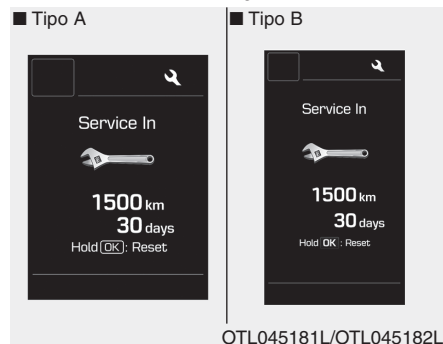 ■ Tipo A
Service In
1500 km
30 days
Hold OK : Reset
■ Tipo B
Service In
1500 km
30 days
Hold OK : Reset
OTL045181L/OTL045182L